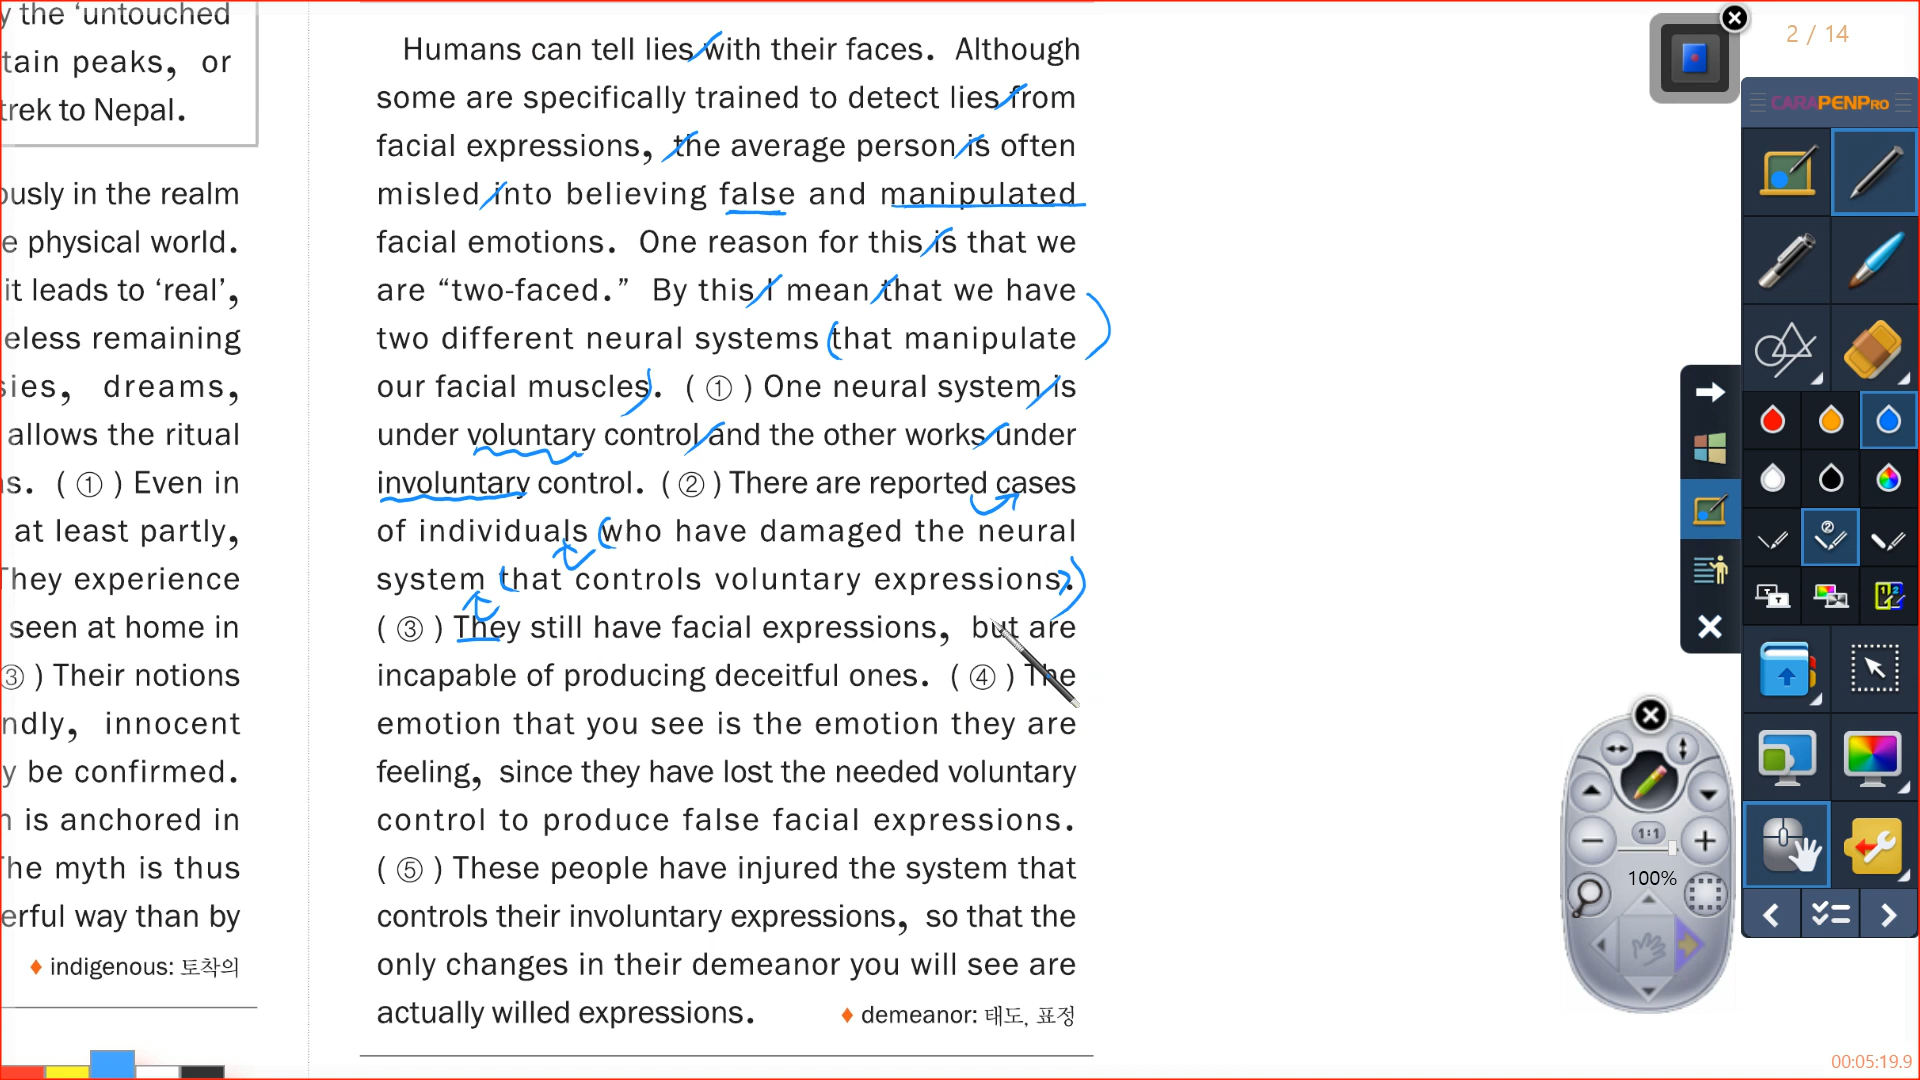 y the ‘untouched
tain peaks, or
trek to Nepal.
ously in the realm
e physical world.
it leads to ‘real’,
eless remaining
sies, dreams,
allows the ritual
s. ( ① ) Even in
at least partly,
They experience
seen at home in
③ ) Their notions
ndly, innocent
y be confirmed.
n is anchored in
The myth is thus
erful way than by
♦ indigenous: 토착의
Humans can tell lies with their faces. Although
some are specifically trained to detect lies from
facial expressions, the average person is often
misled into believing false and manipulated
facial emotions. One reason for this is that we
are “two-faced.” By this I mean that we have
two different neural systems that manipulate
our facial muscles. ( ① ) One neural system is
under voluntary control and the other works under
involuntary control. ( ② ) There are reported cases
of individuals who have damaged the neural
system that controls voluntary expressions.
( ③ ) They still have facial expressions, but are
incapable of producing deceitful ones. ( ④ ) The
emotion that you see is the emotion they are
feeling, since they have lost the needed voluntary
control to produce false facial expressions.
( ⑤ ) These people have injured the system that
controls their involuntary expressions, so that the
only changes in their demeanor you will see are
actually willed expressions.
♦ demeanor: 태도, 표정
2 / 14
CARAPENPRO
②
1:1
100%
00:05:19.9